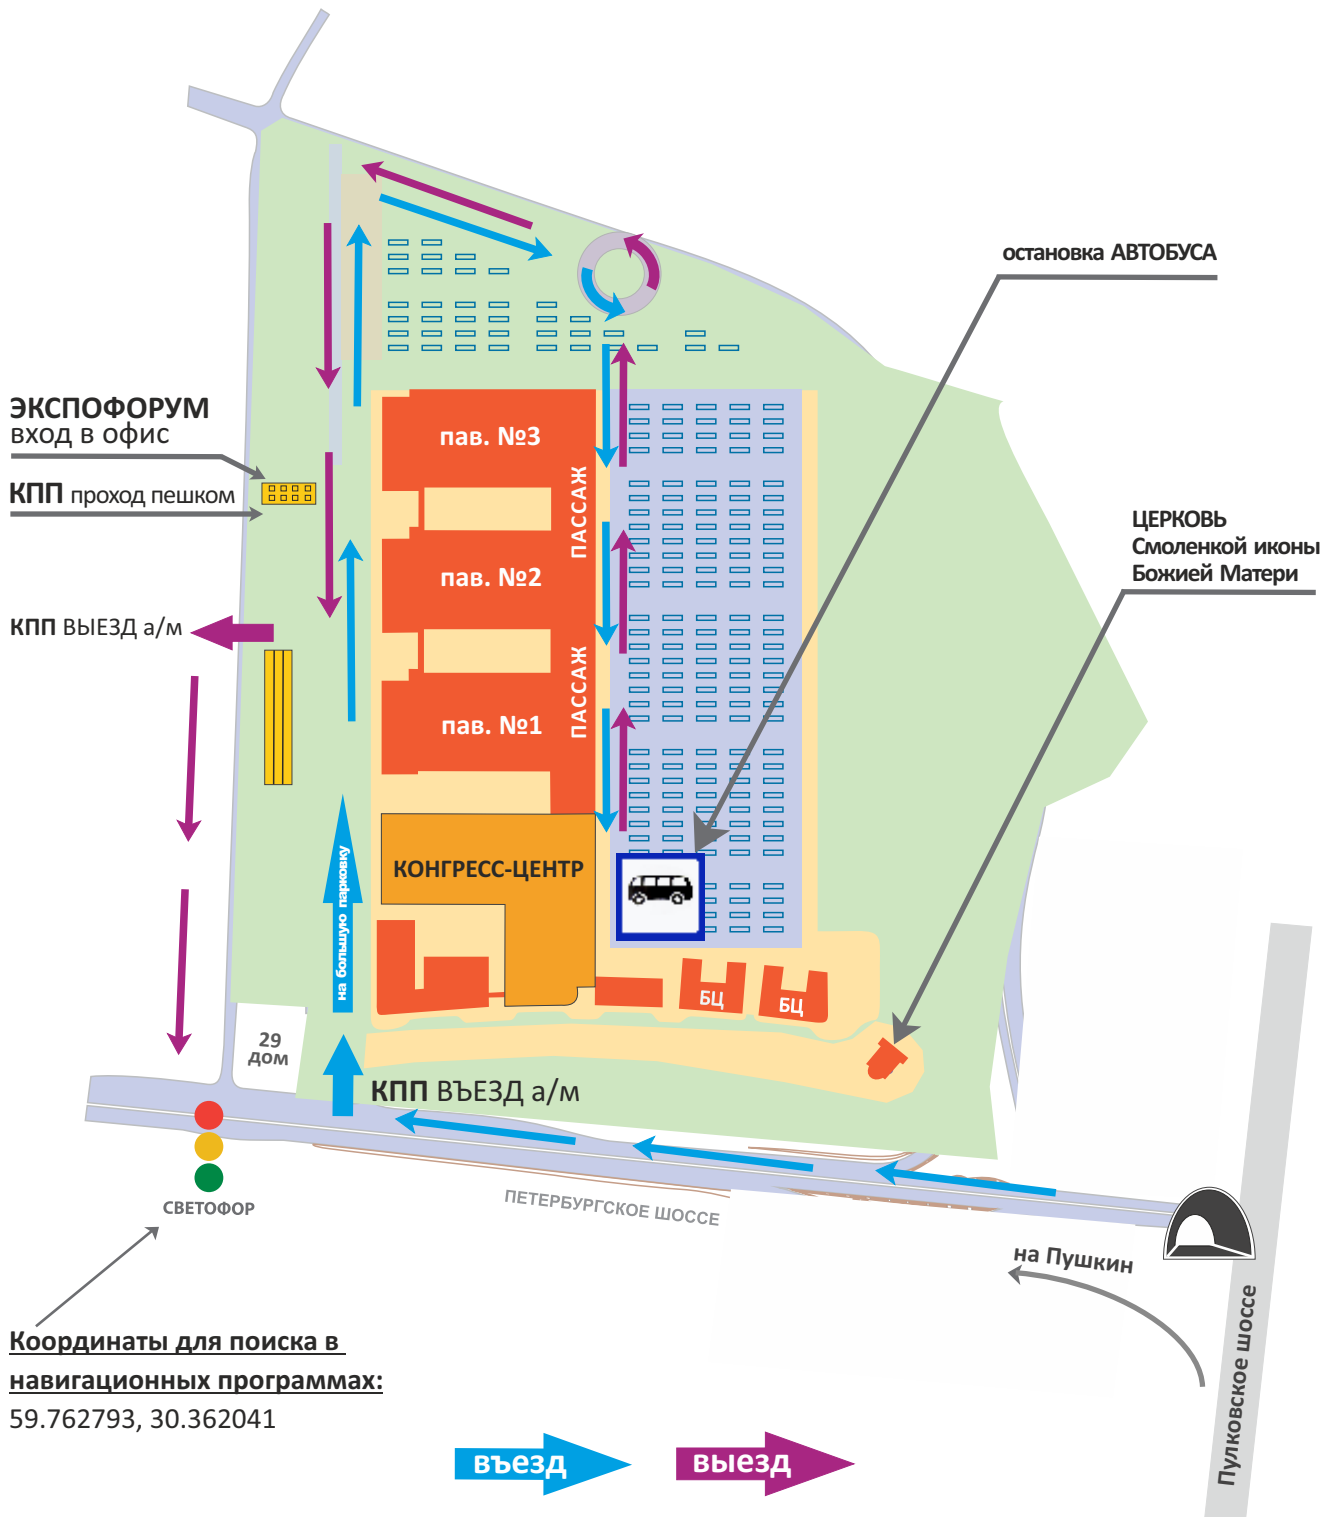 остановка АВТОБУСА
ЭКСПОФОРУМ
вход в офис
КПП проход пешком
пав. №3
ПАССАЖ
ЦЕРКОВЬ
Смоленкой иконы
Божией Матери
пав. №2
КПП ВЫЕЗД а/м
ПАССАЖ
пав. №1
КОНГРЕСС-ЦЕНТР
на большую парковку
БЦ
БЦ
29
дом
КПП ВЪЕЗД а/м
СВЕТОФОР
ПЕТЕРБУРГСКОЕ ШОССЕ
на Пушкин
Пулковское шоссе
Координаты для поиска в
навигационных программах:
59.762793, 30.362041
въезд
выезд